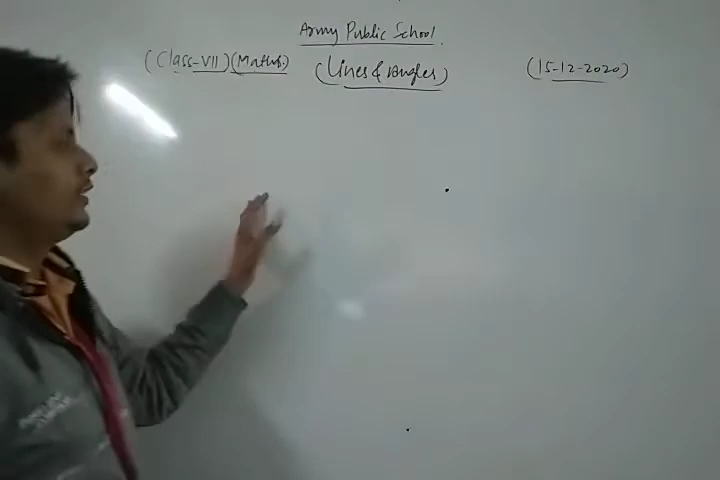 Army Public School.
(Class-VII) (Maths.) (Lines & Angles) (15-12-2020)